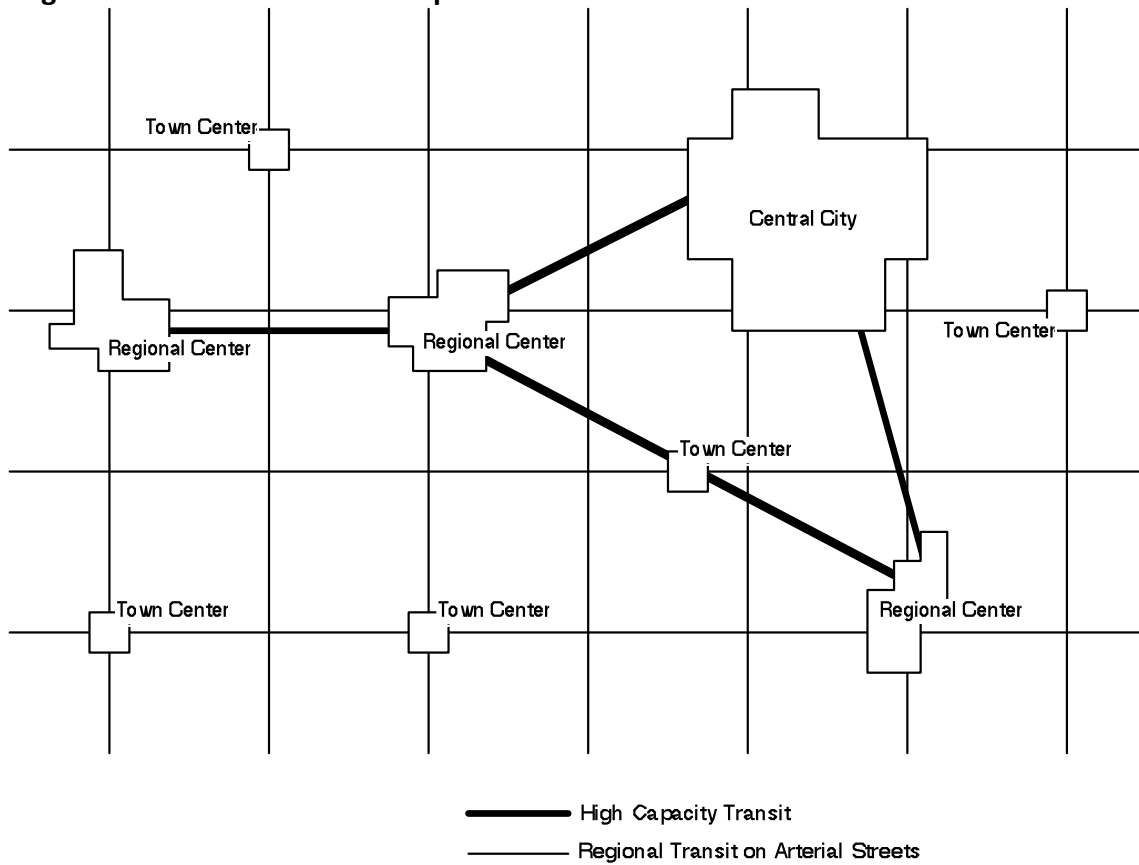 Town Center
Central City
Town Center
Regional Center
Regional Center
Town Center
Town Center
Town Center
Regional Center
High Capacity Transit
Regional Transit on Arterial Streets